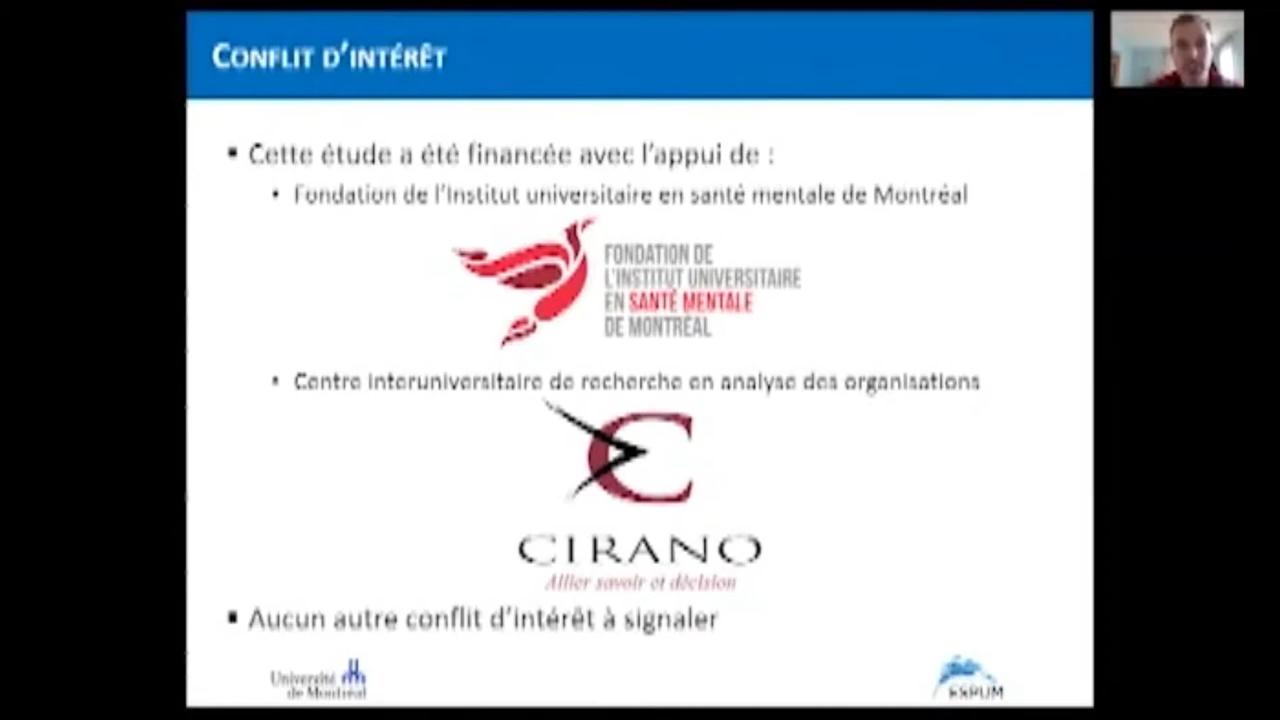 CONFLIT D'INTÉRÊT
▪ Cette étude a été financée avec l'appui de :
• Fondation de l'Institut universitaire en santé mentale de Montréal
FONDATION DE
L'INSTITUT UNIVERSITAIRE
EN SANTÉ MENTALE
DE MONTRÉAL
• Centre interuniversitaire de recherche en analyse des organisations
CIRANO
Allier savoir et décision
▪ Aucun autre conflit d'intérêt à signaler
Université
de Montréal
ESPUM